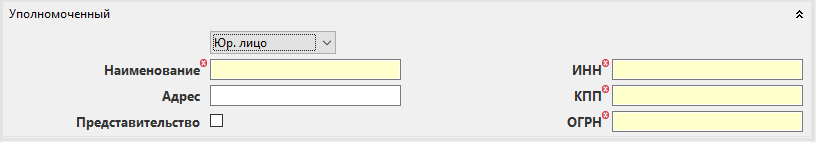 Уполномоченный
Юр. лицо
Наименование ИНН
Адрес КПП
Представительство ОГРН